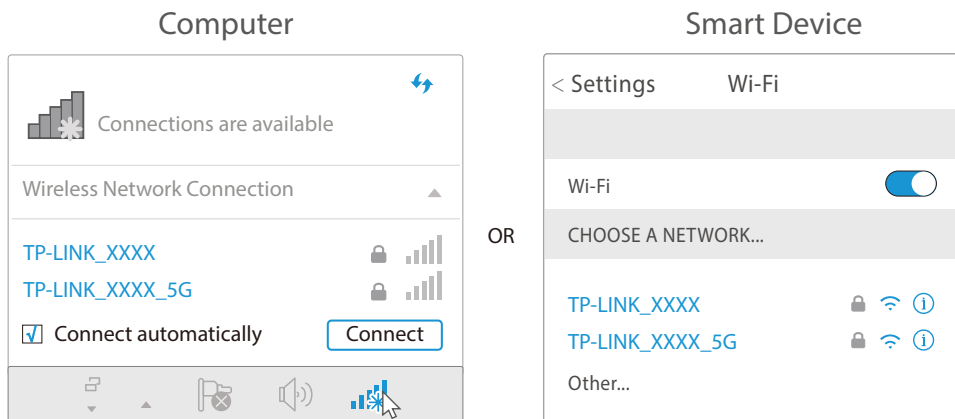 Computer
Connections are available
Wireless Network Connection
TP-LINK_XXXX
TP-LINK_XXXX_5G
Connect automatically
Connect
OR
Smart Device
< Settings
Wi-Fi
Wi-Fi
CHOOSE A NETWORK...
TP-LINK_XXXX
TP-LINK_XXXX_5G
Other...